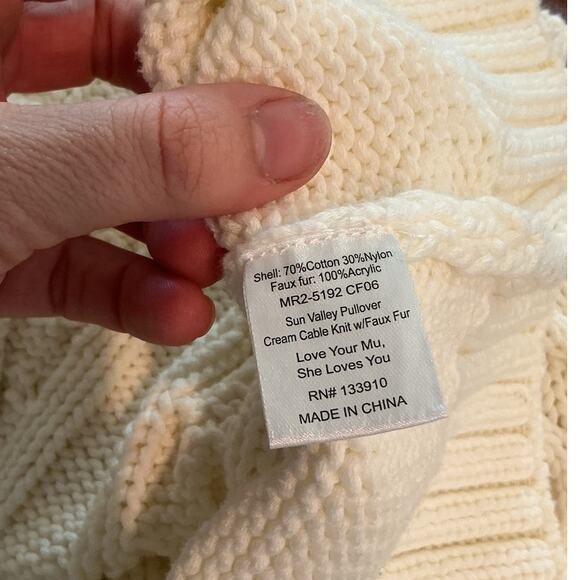 Shell: 70%Cotton 30%Nylon
Faux fur: 100%Acrylic
MR2-5192 CF06
Sun Valley Pullover
Cream Cable Knit w/Faux Fur
Love Your Mu,
She Loves You
RN# 133910
MADE IN CHINA